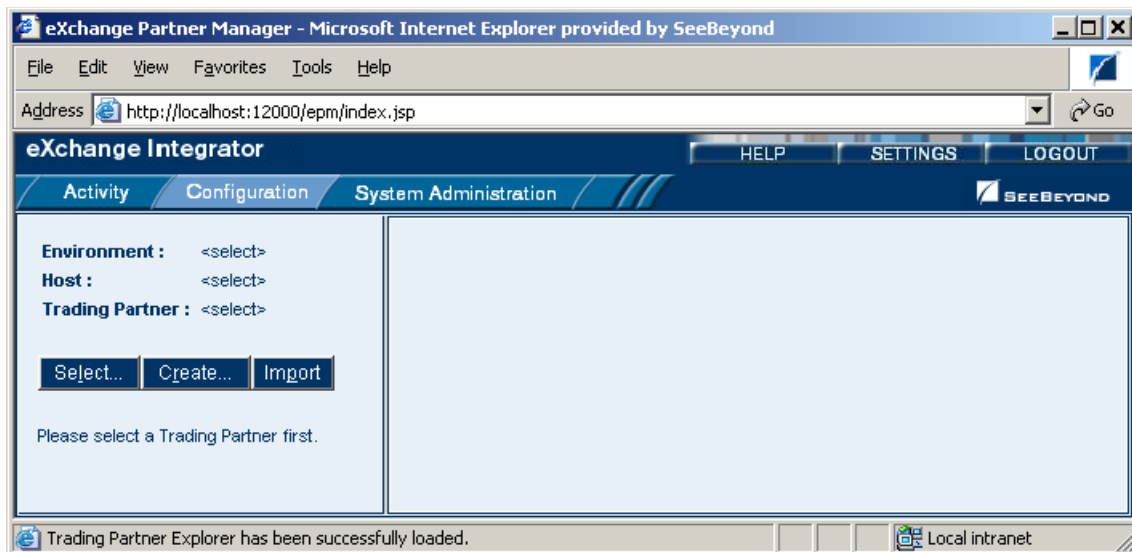 eXchange Partner Manager - Microsoft Internet Explorer provided by SeeBeyond
File Edit View Favorites Tools Help
Address http://localhost:12000/epm/index.jsp Go
eXchange Integrator HELP SETTINGS LOGOUT
Activity Configuration System Administration SEEBEYOND
Environment : <select>
Host : <select>
Trading Partner : <select>
Select... Create... Import
Please select a Trading Partner first.
Trading Partner Explorer has been successfully loaded. Local intranet